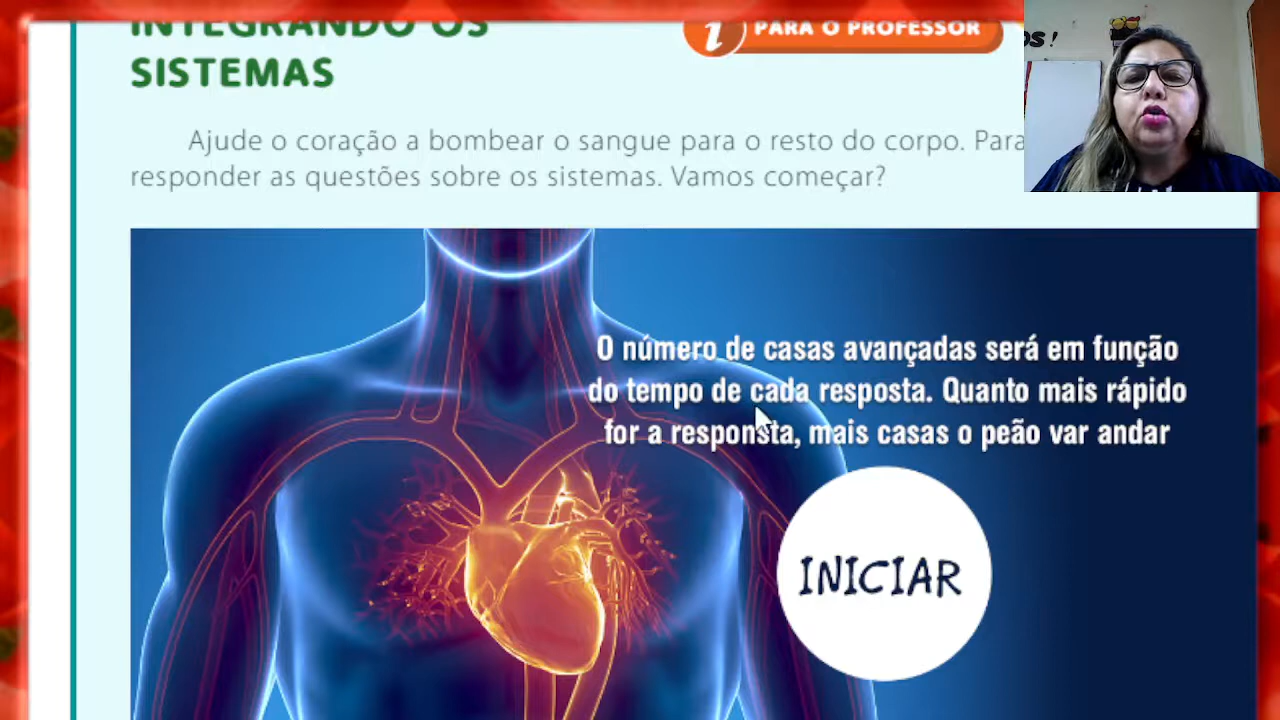 INTEGRANDO OS
SISTEMAS
i PARA O PROFESSOR
OS!
Ajude o coração a bombear o sangue para o resto do corpo. Para
responder as questões sobre os sistemas. Vamos começar?
O número de casas avançadas será em função
do tempo de cada resposta. Quanto mais rápido
for a responsta, mais casas o peão var andar
INICIAR